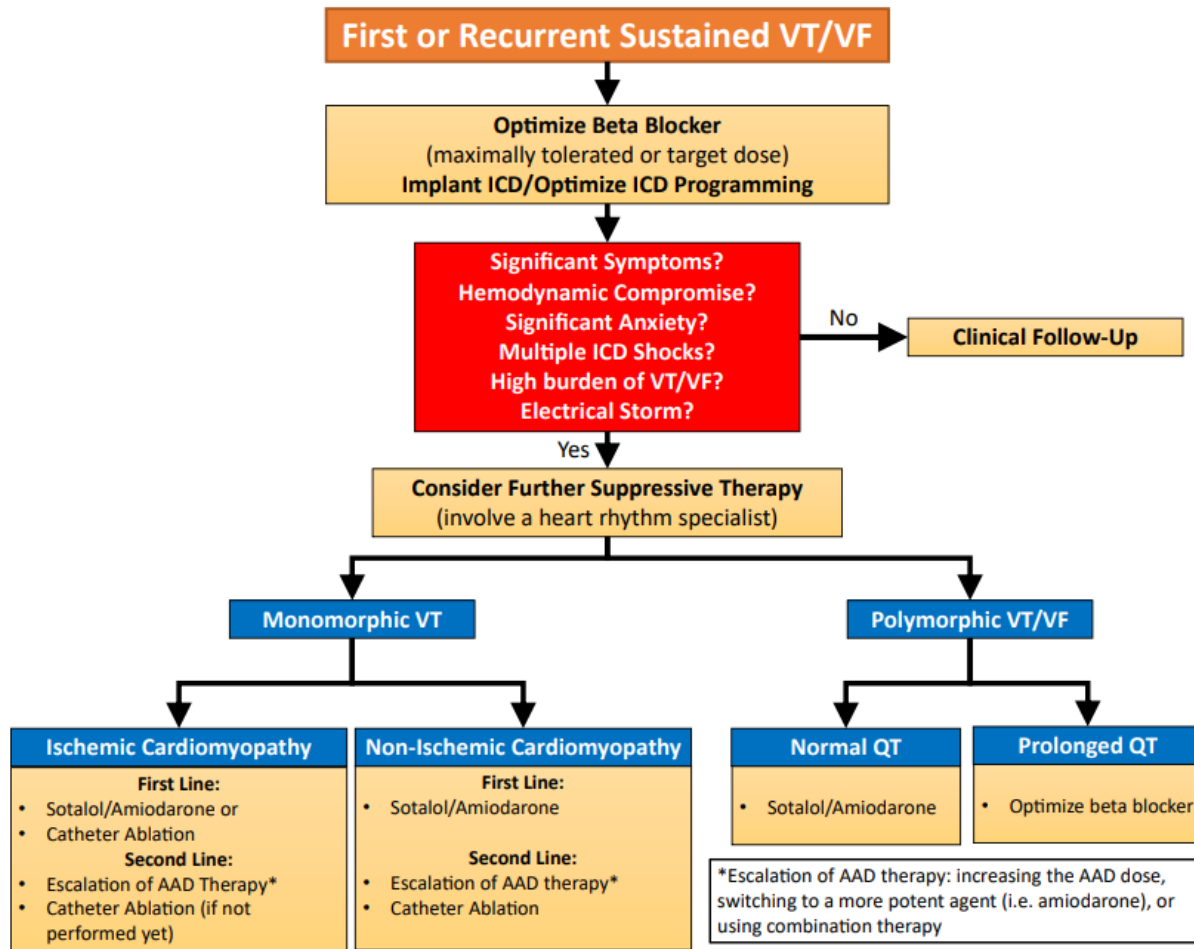 First or Recurrent Sustained VT/VF
Optimize Beta Blocker
(maximally tolerated or target dose)
Implant ICD/Optimize ICD Programming
Significant Symptoms?
Hemodynamic Compromise?
Significant Anxiety?
Multiple ICD Shocks?
High burden of VT/VF?
Electrical Storm?
No
Clinical Follow-Up
Yes
Consider Further Suppressive Therapy
(involve a heart rhythm specialist)
Monomorphic VT
Polymorphic VT/VF
Ischemic Cardiomyopathy
First Line:
• Sotalol/Amiodarone or
• Catheter Ablation
Second Line:
• Escalation of AAD Therapy*
• Catheter Ablation (if not
performed yet)
Non-Ischemic Cardiomyopathy
First Line:
• Sotalol/Amiodarone
Second Line:
• Escalation of AAD therapy*
• Catheter Ablation
Normal QT
• Sotalol/Amiodarone
Prolonged QT
• Optimize beta blocker
*Escalation of AAD therapy: increasing the AAD dose,
switching to a more potent agent (i.e. amiodarone), or
using combination therapy